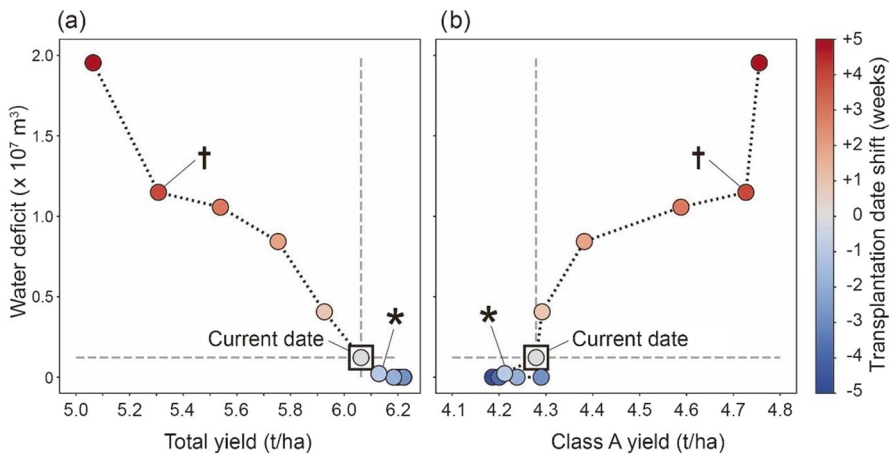 (a)
(b)
Water deficit (x 10⁷ m³)
2.0
1.5
1.0
0.5
0
†
*
Current date
5.0 5.2 5.4 5.6 5.8 6.0 6.2
Total yield (t/ha)
†
*
Current date
4.1 4.2 4.3 4.4 4.5 4.6 4.7 4.8
Class A yield (t/ha)
+5
+4
+3
+2
+1
0
-1
-2
-3
-4
-5
Transplantation date shift (weeks)